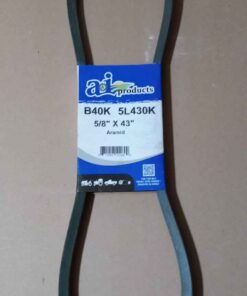 a&i
products
B40K 5L430K
5/8" X 43"
Aramid